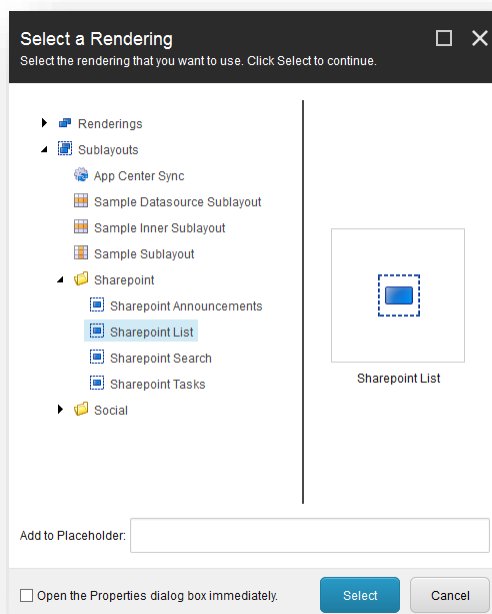 Select a Rendering
Select the rendering that you want to use. Click Select to continue.
Renderings
Sublayouts
App Center Sync
Sample Datasource Sublayout
Sample Inner Sublayout
Sample Sublayout
Sharepoint
Sharepoint Announcements
Sharepoint List
Sharepoint Search
Sharepoint Tasks
Social
Sharepoint List
Add to Placeholder:
Open the Properties dialog box immediately.
Select
Cancel